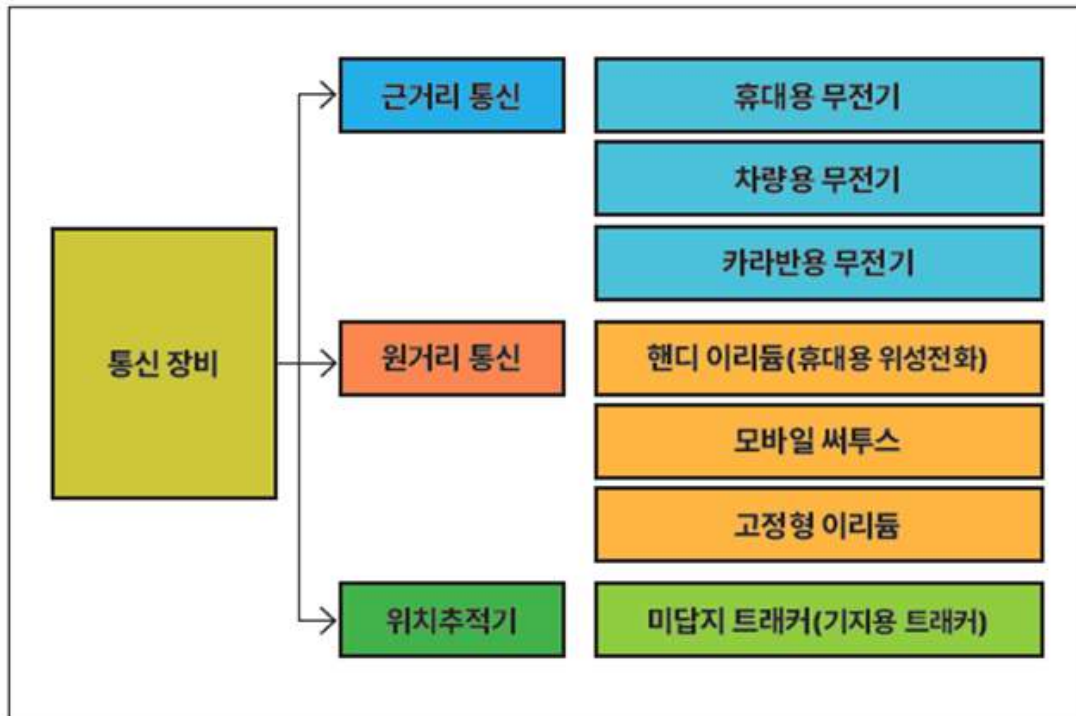 근거리 통신
휴대용 무전기
차량용 무전기
카라반용 무전기
통신 장비
원거리 통신
핸디 이리듐(휴대용 위성전화)
모바일 써투스
고정형 이리듐
위치추적기
미답지 트래커(기지용 트래커)